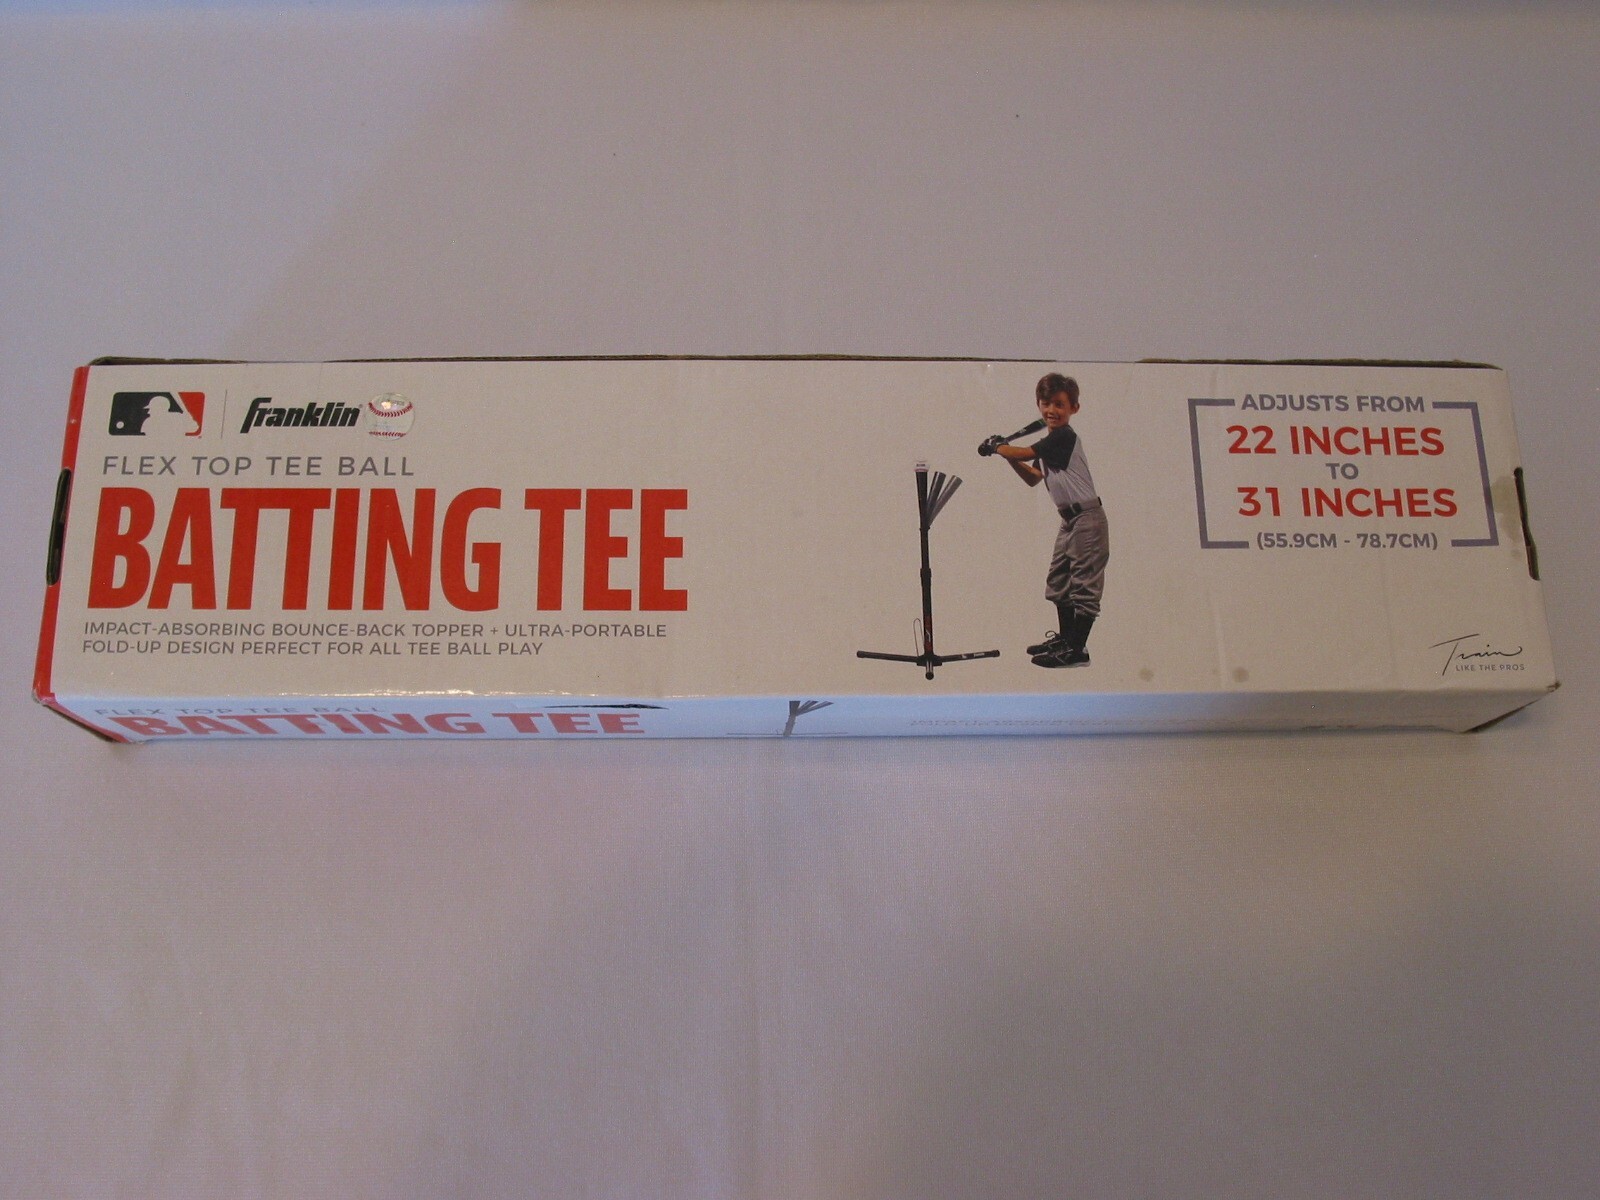 Franklin
FLEX TOP TEE BALL
BATTING TEE
IMPACT-ABSORBING BOUNCE-BACK TOPPER + ULTRA-PORTABLE
FOLD-UP DESIGN PERFECT FOR ALL TEE BALL PLAY
ADJUSTS FROM
22 INCHES
TO
31 INCHES
(55.9CM - 78.7CM)
Train
LIKE THE PROS
FLEX TOP TEE BALL
BATTING TEE